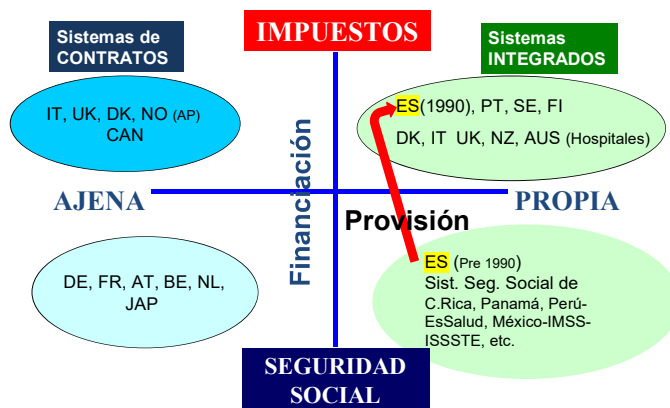 Sistemas de
CONTRATOS
IMPUESTOS
Sistemas
INTEGRADOS
IT, UK, DK, NO (AP)
CAN
ES(1990), PT, SE, FI
DK, IT UK, NZ, AUS (Hospitales)
AJENA
Financiación
Provisión
PROPIA
DE, FR, AT, BE, NL,
JAP
ES (Pre 1990)
Sist. Seg. Social de
C.Rica, Panamá, Perú-
EsSalud, México-IMSS-
ISSSTE, etc.
SEGURIDAD
SOCIAL